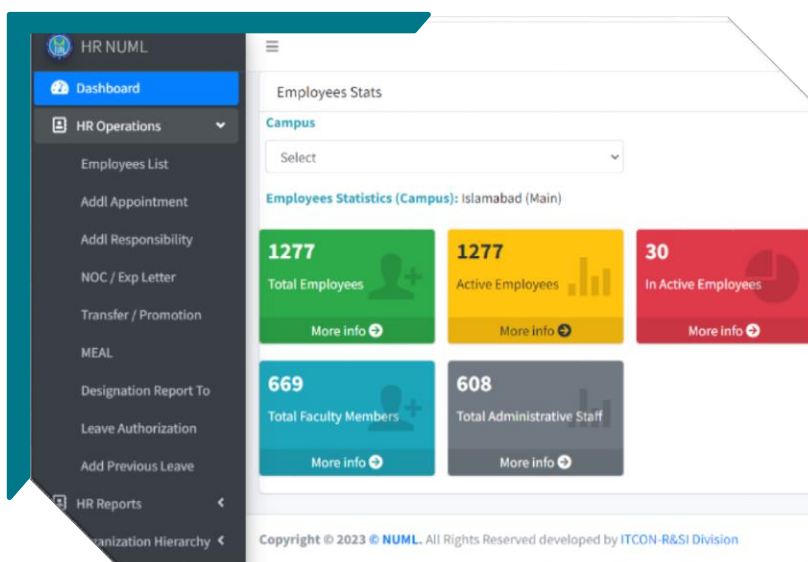 HR NUML
Dashboard
HR Operations
Employees List
Addl Appointment
Addl Responsibility
NOC / Exp Letter
Transfer / Promotion
MEAL
Designation Report To
Leave Authorization
Add Previous Leave
HR Reports
ganization Hierarchy
Employees Stats
Campus
Select
Employees Statistics (Campus): Islamabad (Main)
1277
Total Employees
More info
1277
Active Employees
More info
30
In Active Employees
More info
669
Total Faculty Members
More info
608
Total Administrative Staff
More info
Copyright © 2023 © NUML. All Rights Reserved developed by ITCON-R&SI Division